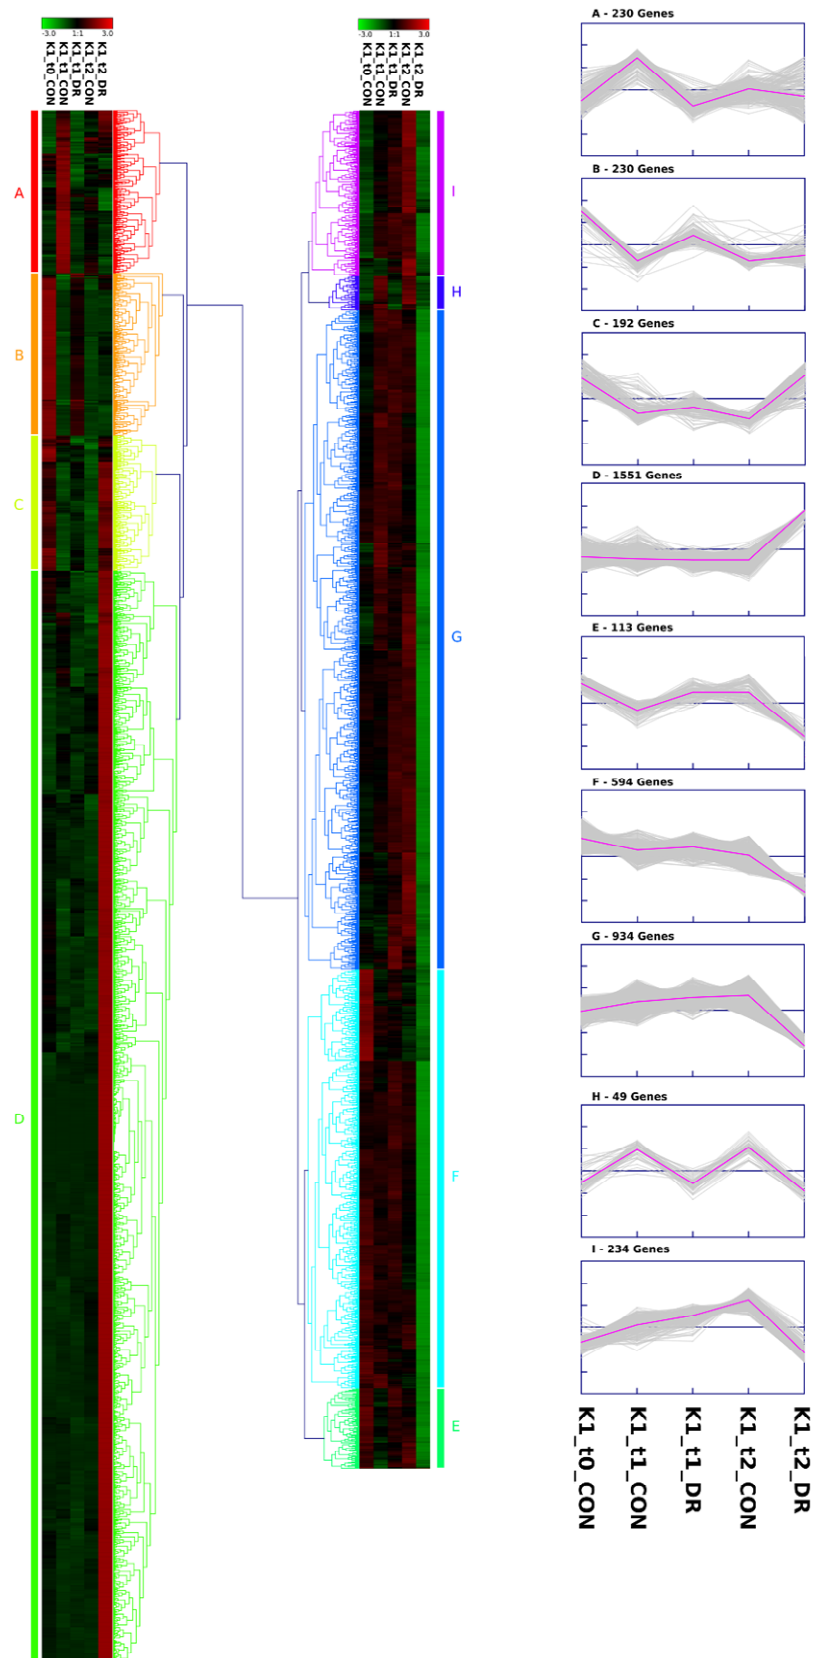 -3.0 1:1 3.0
K1_t0_CON
K1_t1_CON
K1_t1_DR
K1_t2_CON
K1_t2_DR
A
B
C
D
-3.0 1:1 3.0
K1_t0_CON
K1_t1_CON
K1_t1_DR
K1_t2_CON
K1_t2_DR
I
H
G
F
E
A - 230 Genes
B - 230 Genes
C - 192 Genes
D - 1551 Genes
E - 113 Genes
F - 594 Genes
G - 934 Genes
H - 49 Genes
I - 234 Genes
K1_t0_CON
K1_t1_CON
K1_t1_DR
K1_t2_CON
K1_t2_DR